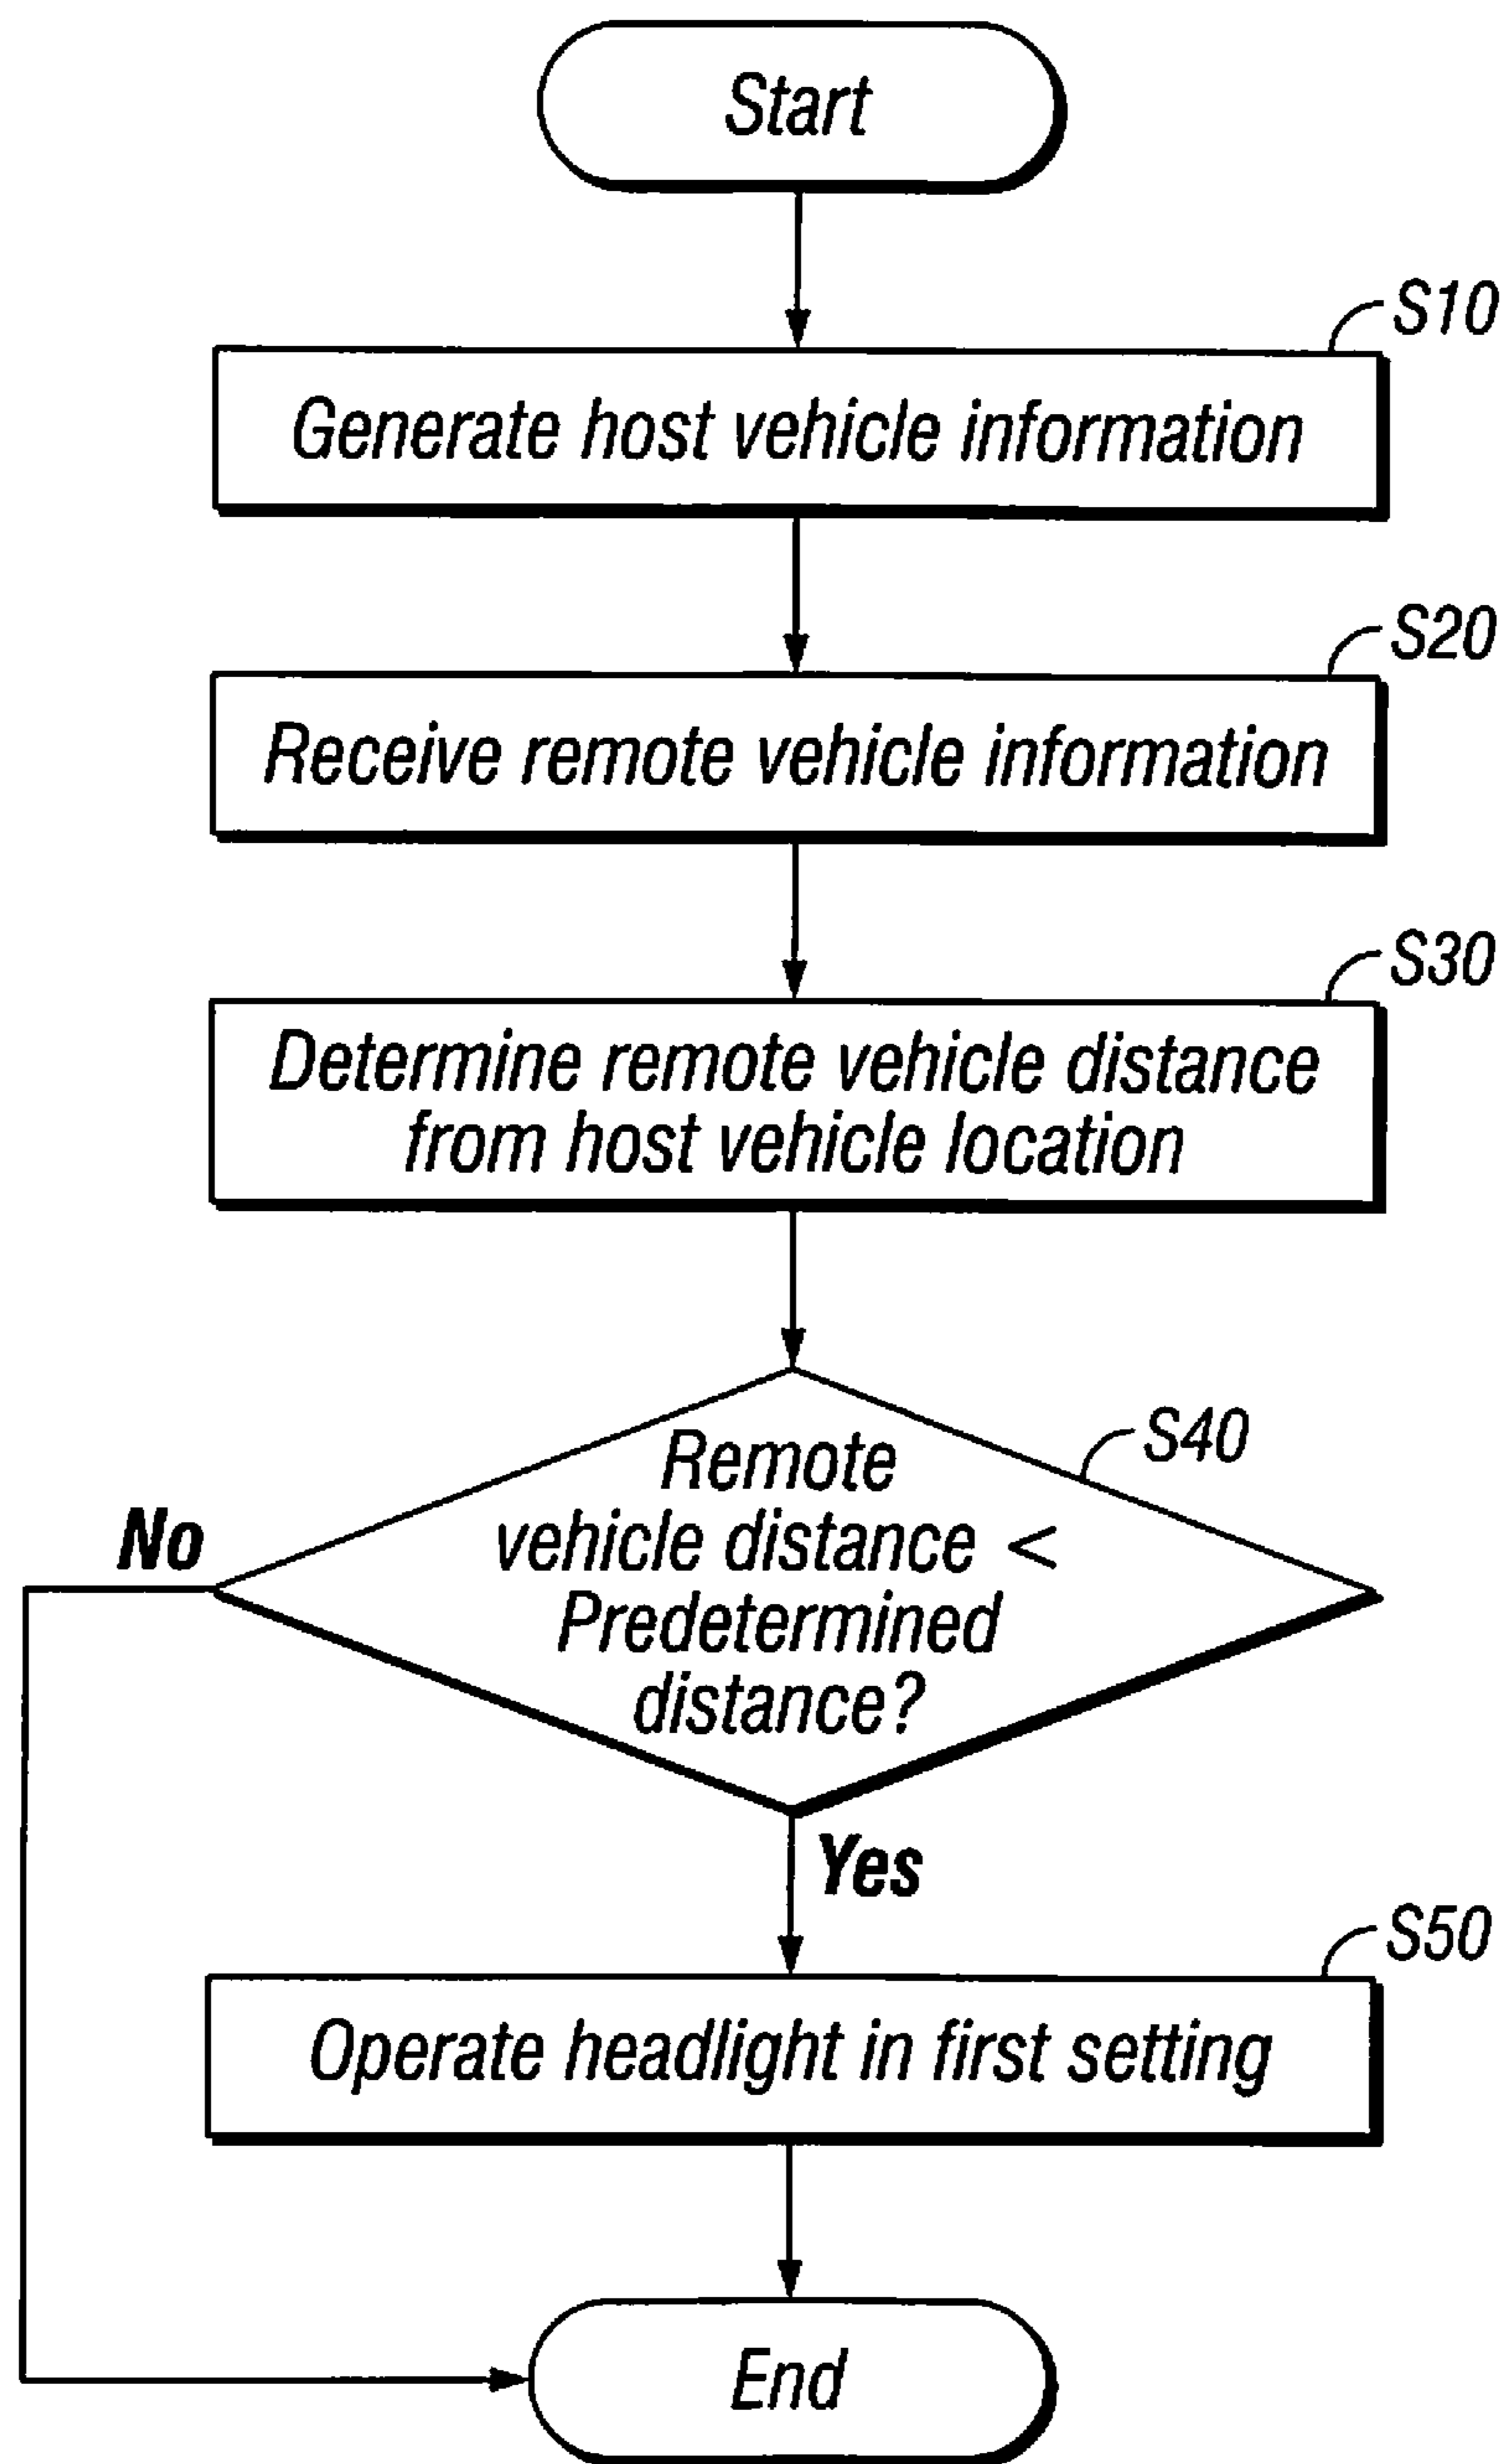 Start
S10
Generate host vehicle information
S20
Receive remote vehicle information
S30
Determine remote vehicle distance
from host vehicle location
S40
Remote
vehicle distance <
Predetermined
distance?
No
Yes
S50
Operate headlight in first setting
End